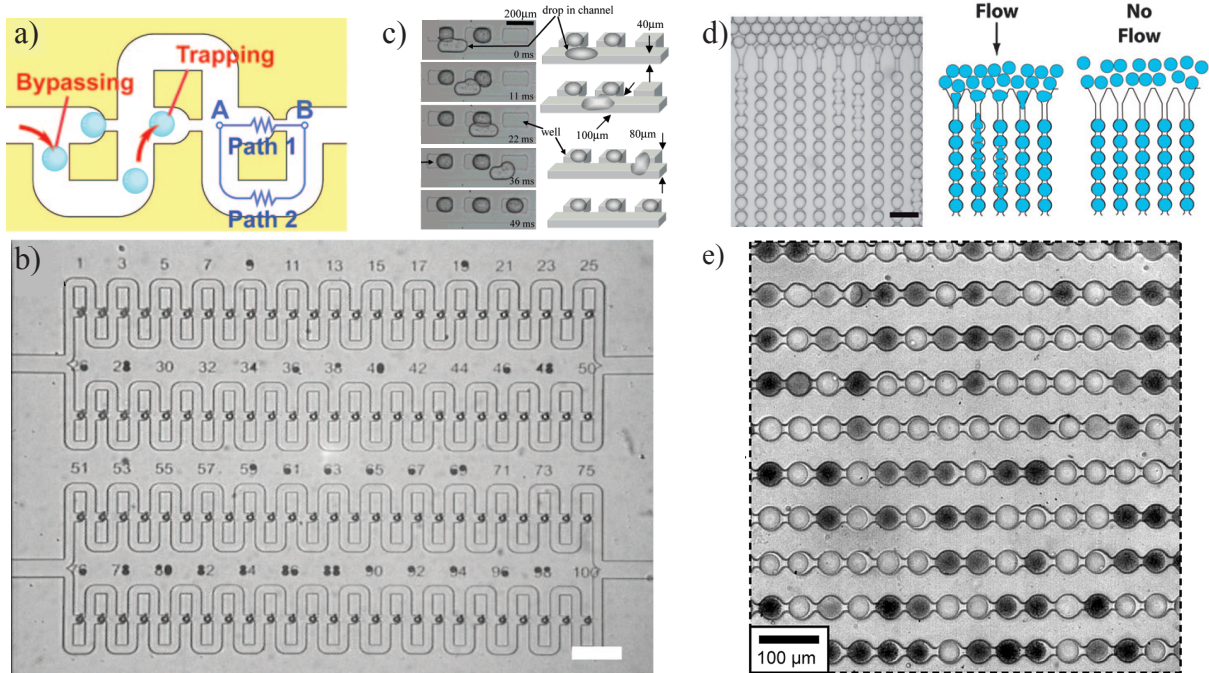 a)
Bypassing
Trapping
A
B
Path 1
Path 2
c)
200µm
drop in channel
40µm
0 ms
11 ms
100µm
well
22 ms
80µm
36 ms
49 ms
d)
Flow
No
Flow
b)
1 3 5 7 9 11 13 15 17 19 21 23 25
26 28 30 32 34 36 38 40 42 44 46 48 50
51 53 55 57 59 61 63 65 67 69 71 73 75
78 80 82 84 86 88 90 92 94 96 98 100
e)
100 µm